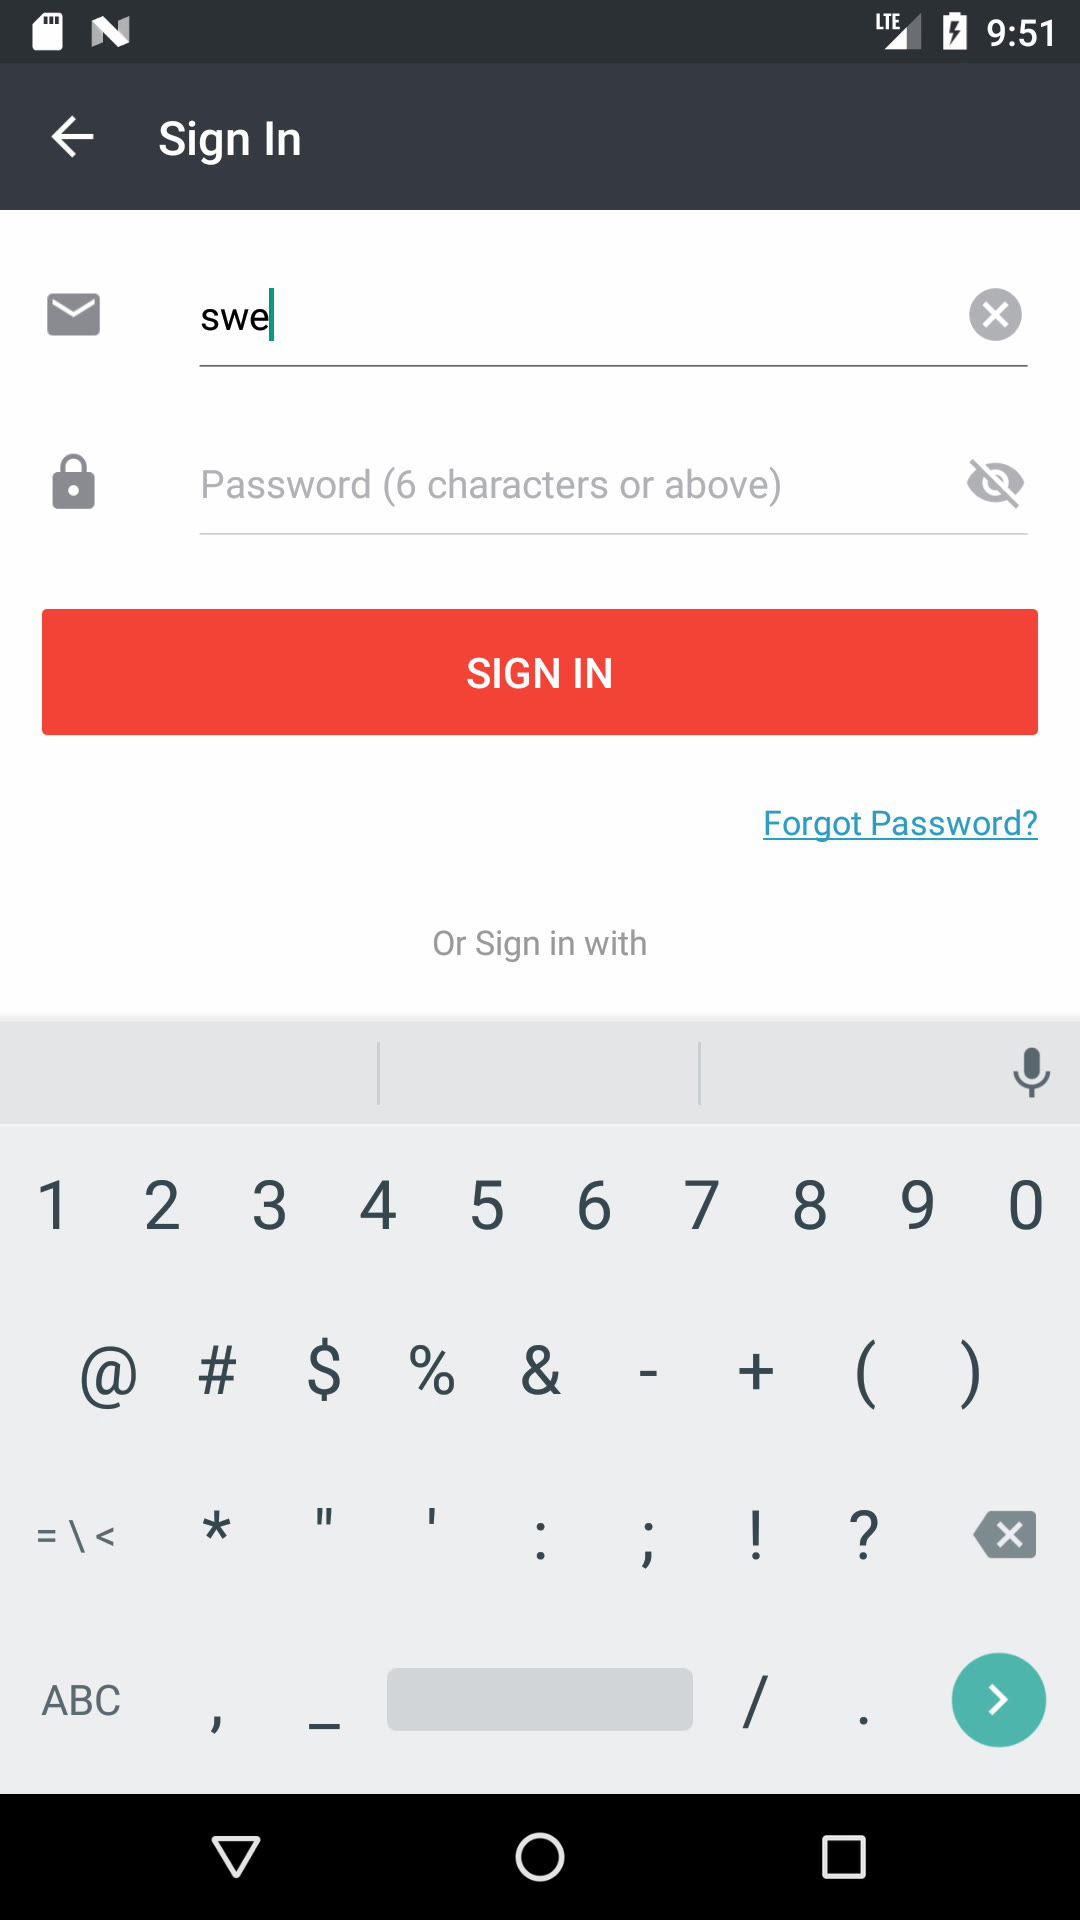 LTE 9:51
Sign In
swe
Password (6 characters or above)
SIGN IN
Forgot Password?
Or Sign in with
1 2 3 4 5 6 7 8 9 0
@ # $ % & - + ( )
= \ < * " ' : ; ! ?
ABC , _ / .